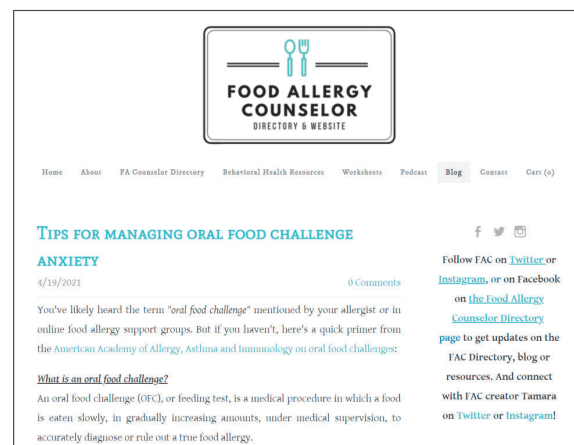 FOOD ALLERGY
COUNSELOR
DIRECTORY & WEBSITE
Home About FA Counselor Directory Behavioral Health Resources Worksheets Podcast Blog Contact Cart (0)
TIPS FOR MANAGING ORAL FOOD CHALLENGE
ANXIETY
4/19/2021 0 Comments
You've likely heard the term "oral food challenge" mentioned by your allergist or in
online food allergy support groups. But if you haven't, here's a quick primer from
the American Academy of Allergy, Asthma and Immunology on oral food challenges:
What is an oral food challenge?
An oral food challenge (OFC), or feeding test, is a medical procedure in which a food
is eaten slowly, in gradually increasing amounts, under medical supervision, to
accurately diagnose or rule out a true food allergy.
Follow FAC on Twitter or
Instagram, or on Facebook
on the Food Allergy
Counselor Directory
page to get updates on the
FAC Directory, blog or
resources. And connect
with FAC creator Tamara
on Twitter or Instagram!